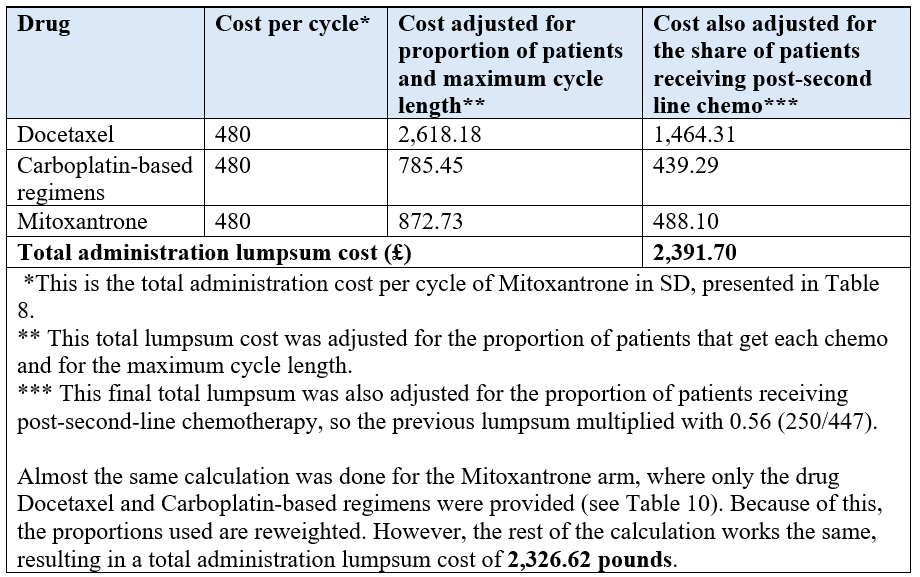 Drug Cost per cycle* Cost adjusted for Cost also adjusted for
proportion of patients the share of patients
and maximum cycle receiving post-second
length** line chemo***
Docetaxel 480 2,618.18 1,464.31
Carboplatin-based 480 785.45 439.29
regimens
Mitoxantrone 480 872.73 488.10
Total administration lumpsum cost (£) 2,391.70
*This is the total administration cost per cycle of Mitoxantrone in SD, presented in Table
8.
** This total lumpsum cost was adjusted for the proportion of patients that get each chemo
and for the maximum cycle length.
*** This final total lumpsum was also adjusted for the proportion of patients receiving
post-second-line chemotherapy, so the previous lumpsum multiplied with 0.56 (250/447).
Almost the same calculation was done for the Mitoxantrone arm, where only the drug
Docetaxel and Carboplatin-based regimens were provided (see Table 10). Because of this,
the proportions used are reweighted. However, the rest of the calculation works the same,
resulting in a total administration lumpsum cost of 2,326.62 pounds.